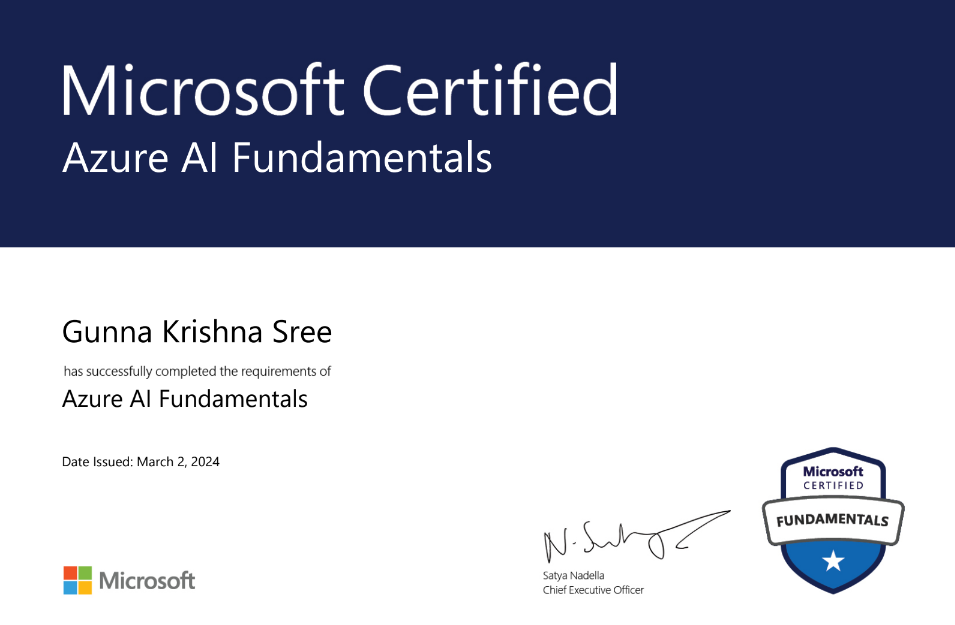 Microsoft Certified
Azure AI Fundamentals
Gunna Krishna Sree
has successfully completed the requirements of
Azure AI Fundamentals
Date Issued: March 2, 2024
Microsoft
CERTIFIED
FUNDAMENTALS
N. Satya
Satya Nadella
Chief Executive Officer
Microsoft